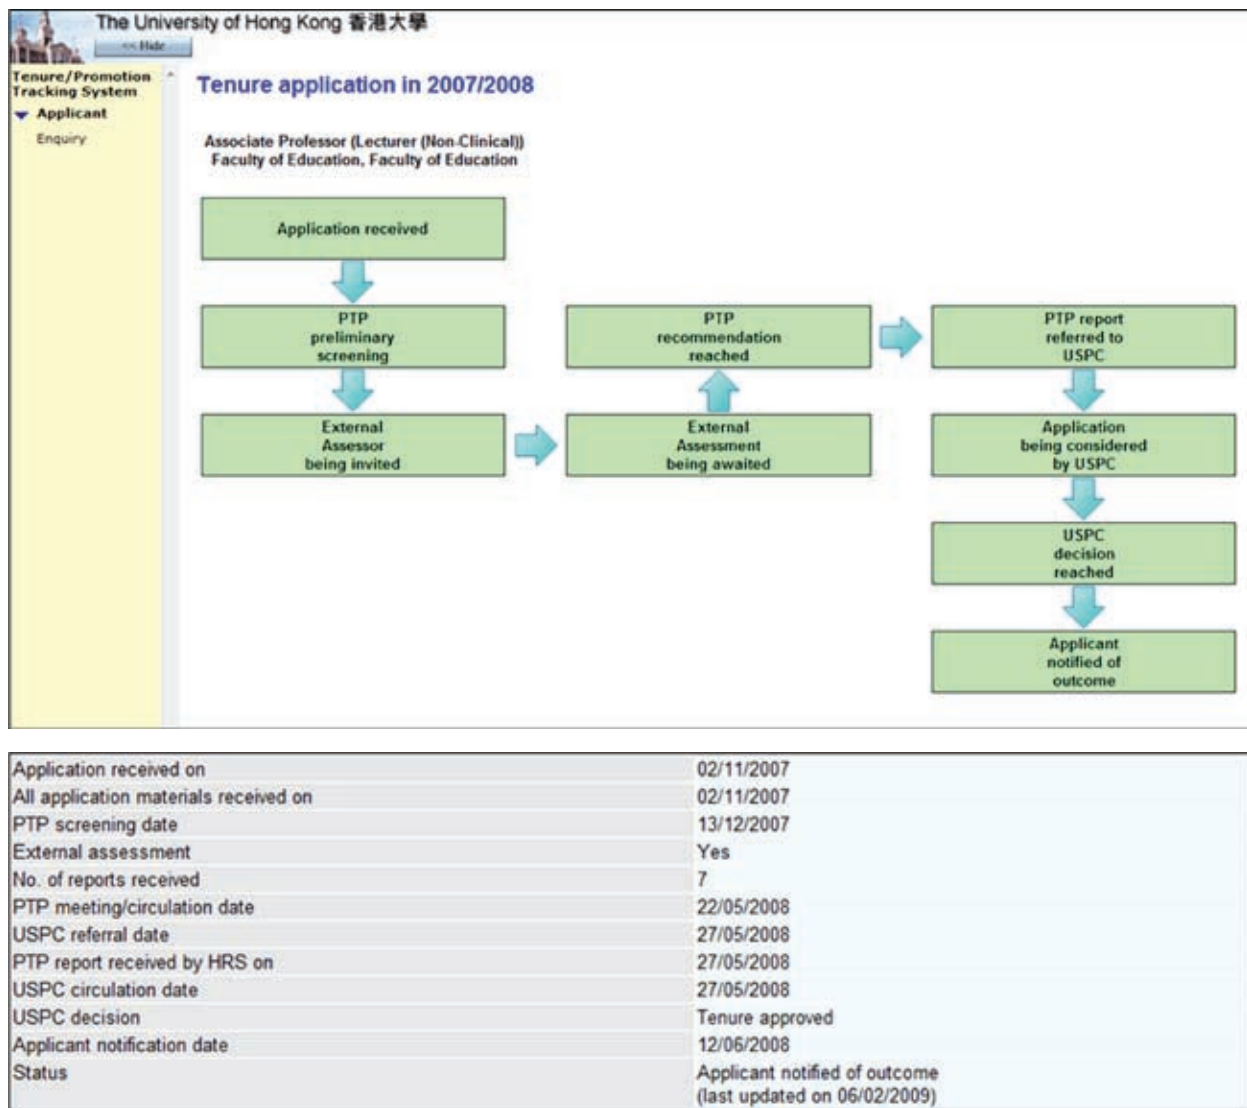 The University of Hong Kong 香港大學
<< Hide
Tenure/Promotion
Tracking System
Applicant
Enquiry
Tenure application in 2007/2008
Associate Professor (Lecturer (Non-Clinical))
Faculty of Education, Faculty of Education
Application received
PTP
preliminary
screening
External
Assessor
being invited
External
Assessment
being awaited
PTP
recommendation
reached
PTP report
referred to
USPC
Application
being considered
by USPC
USPC
decision
reached
Applicant
notified of
outcome
Application received on 02/11/2007
All application materials received on 02/11/2007
PTP screening date 13/12/2007
External assessment Yes
No. of reports received 7
PTP meeting/circulation date 22/05/2008
USPC referral date 27/05/2008
PTP report received by HRS on 27/05/2008
USPC circulation date 27/05/2008
USPC decision Tenure approved
Applicant notification date 12/06/2008
Status Applicant notified of outcome
(last updated on 06/02/2009)